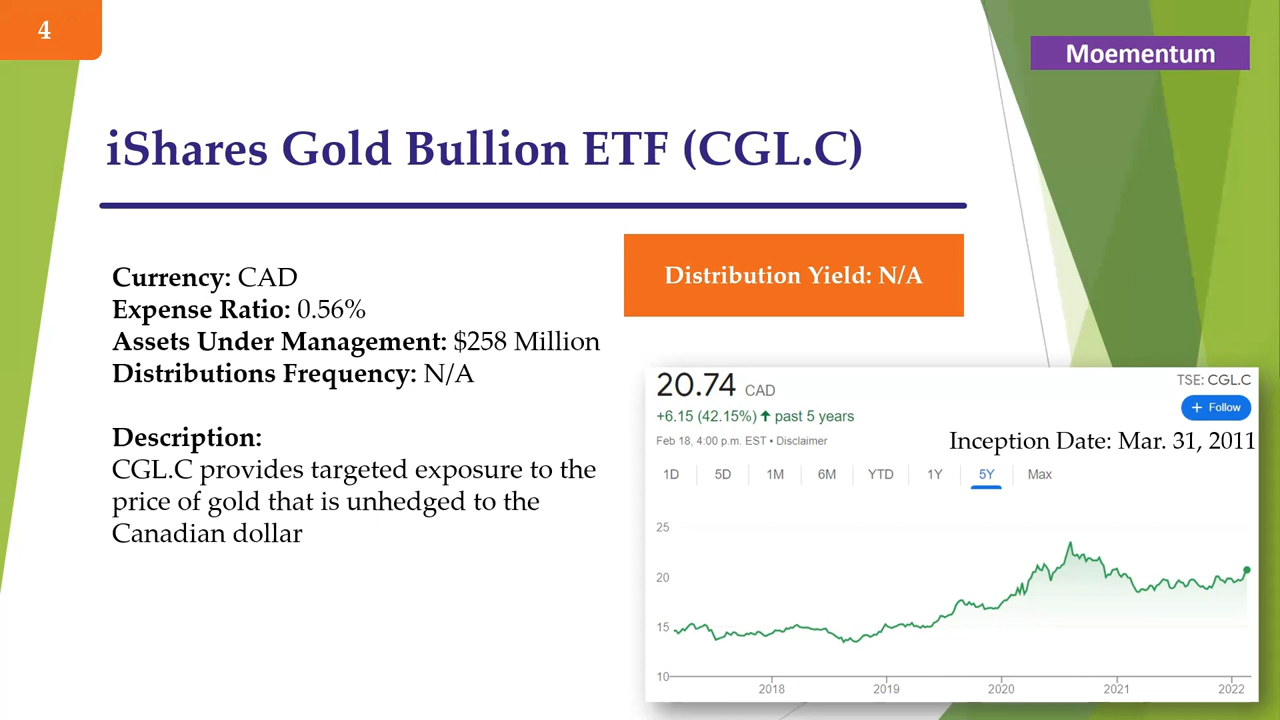 4
Moementum
iShares Gold Bullion ETF (CGL.C)
Currency: CAD
Expense Ratio: 0.56%
Assets Under Management: $258 Million
Distributions Frequency: N/A
Description:
CGL.C provides targeted exposure to the
price of gold that is unhedged to the
Canadian dollar
Distribution Yield: N/A
20.74 CAD
TSE: CGL.C
+6.15 (42.15%) ↑ past 5 years
+ Follow
Feb 18, 4:00 p.m. EST • Disclaimer
Inception Date: Mar. 31, 2011
1D 5D 1M 6M YTD 1Y 5Y Max
25
20
15
10
2018 2019 2020 2021 2022